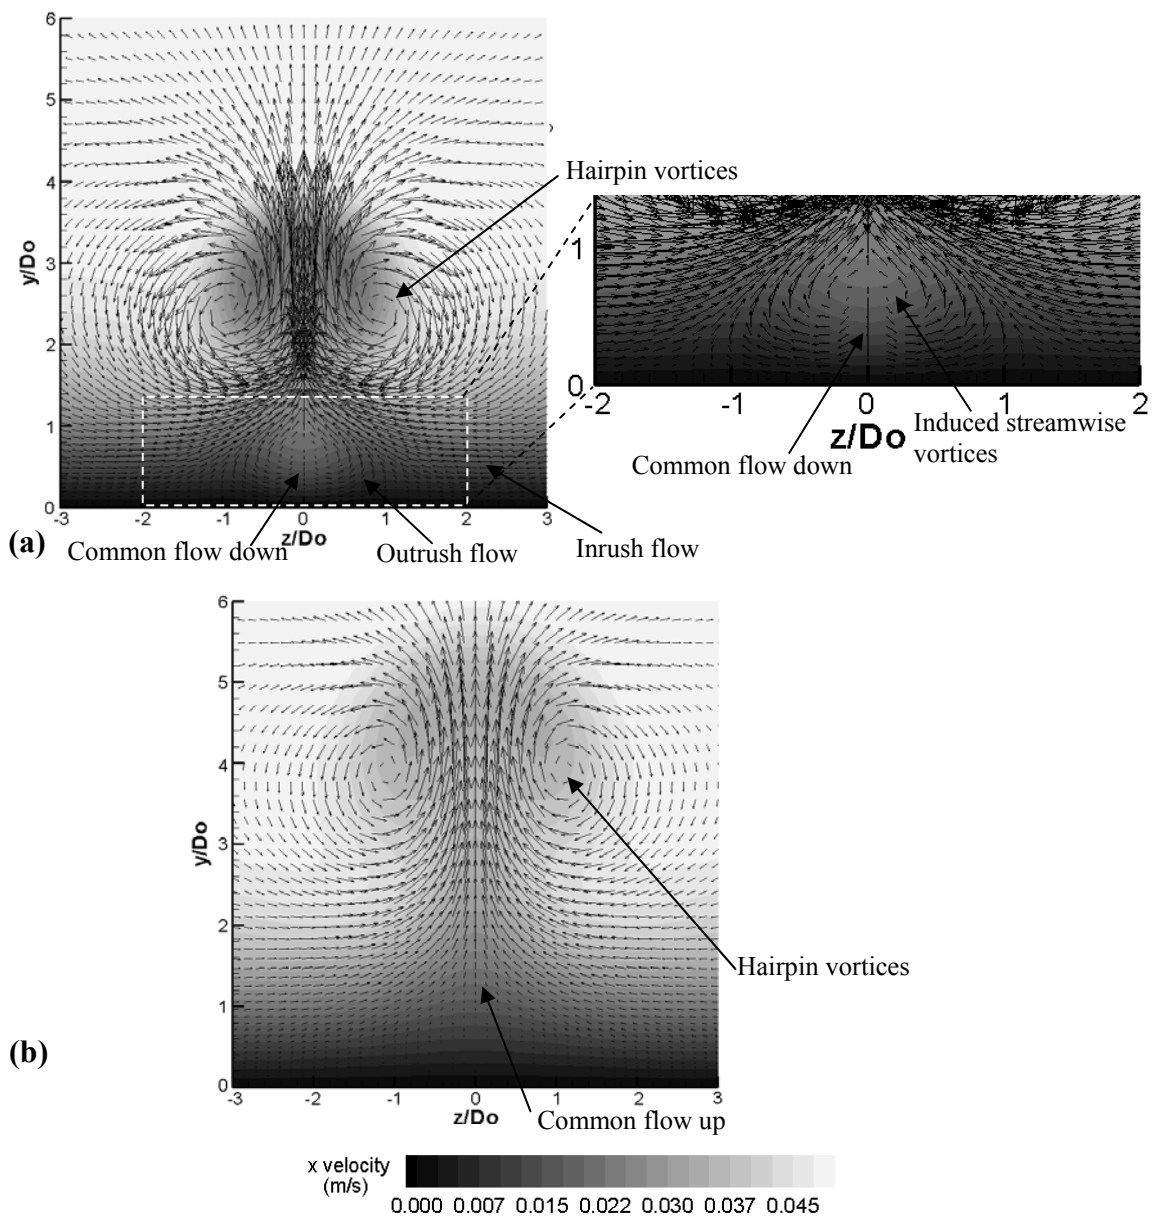 (a)
6
5
4
3
2
1
0
y/Do
-3
-2
-1
0
1
2
3
z/Do
Hairpin vortices
1
0
-2
-1
0
1
2
z/Do
Common flow down
Induced streamwise
vortices
Common flow down
Outrush flow
Inrush flow
(b)
6
5
4
3
2
1
0
y/Do
-3
-2
-1
0
1
2
3
z/Do
Hairpin vortices
Common flow up
x velocity
(m/s)
0.000 0.007 0.015 0.022 0.030 0.037 0.045